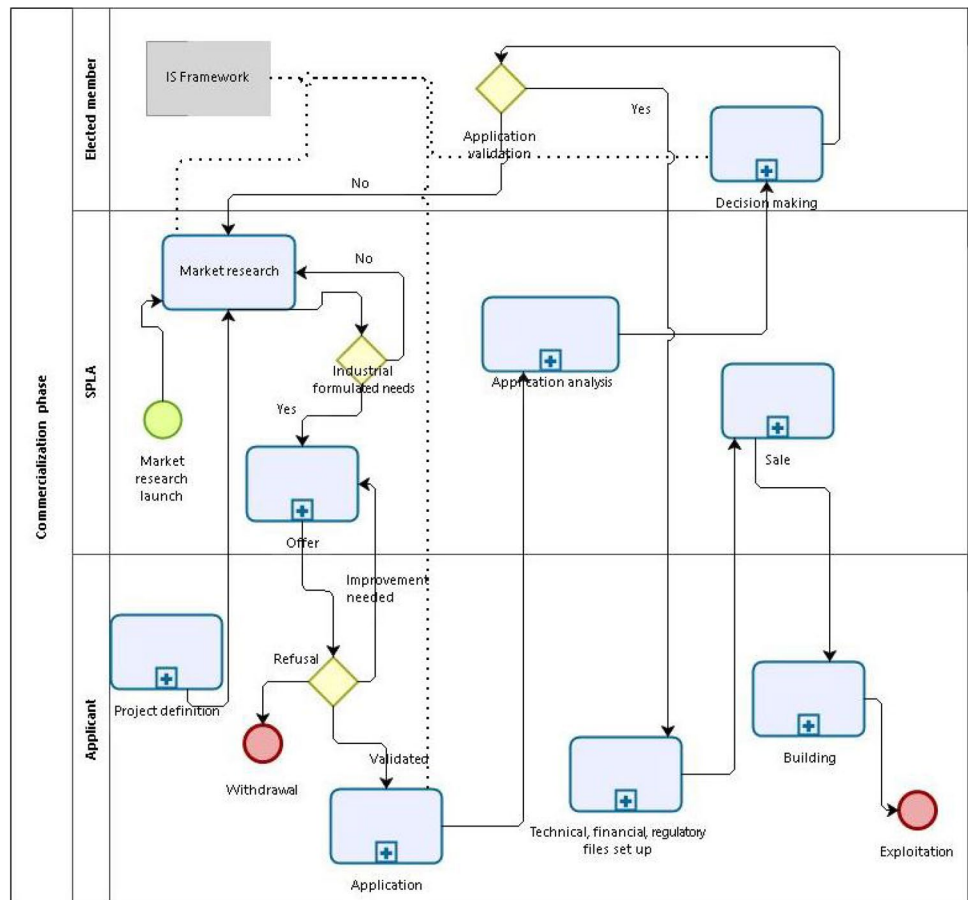 Commercialization phase
Elected member
IS Framework
Application
validation
Yes
No
Decision making
SPLA
Market research
No
Industrial
formulated needs
Yes
Market
research
launch
Offer
Application analysis
Sale
Applicant
Improvement
needed
Refusal
Project definition
Withdrawal
Validated
Application
Technical, financial, regulatory
files set up
Building
Exploitation